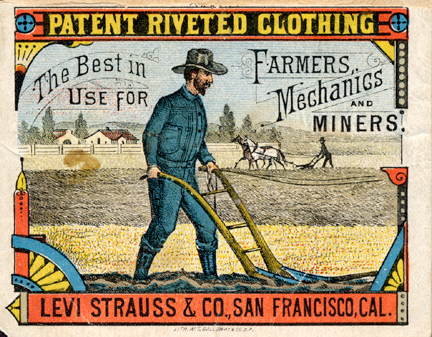 PATENT RIVETED CLOTHING
The Best in
USE FOR
FARMERS,
Mechanics
AND
MINERS.
LEVI STRAUSS & CO., SAN FRANCISCO, CAL.